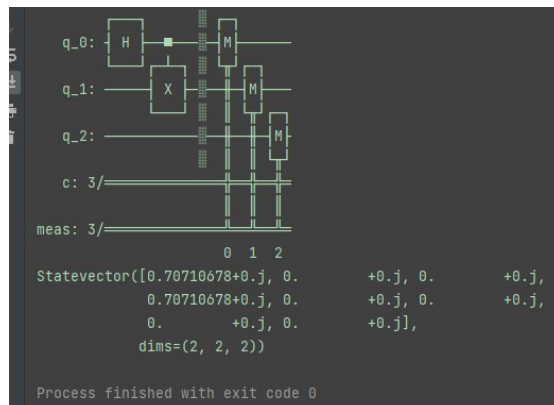 q_0: H M
q_1: X M
q_2: M
c: 3/
meas: 3/
0 1 2
Statevector([0.70710678+0.j, 0. +0.j, 0. +0.j,
0.70710678+0.j, 0. +0.j, 0. +0.j,
0. +0.j, 0. +0.j],
dims=(2, 2, 2))
Process finished with exit code 0